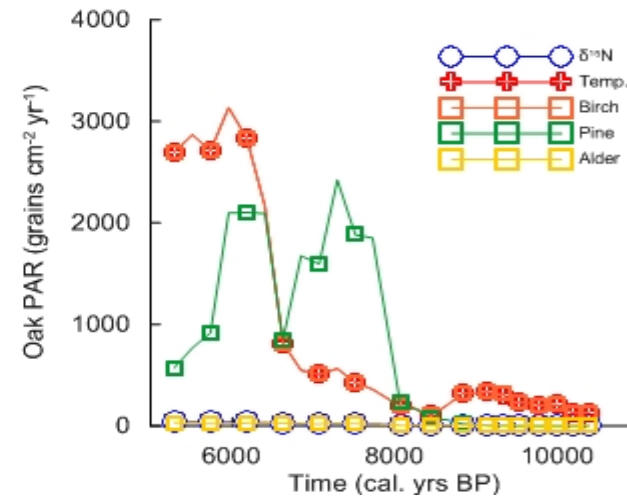 4000
3000
2000
1000
0
6000
8000
10000
Oak PAR (grains cm⁻² yr⁻¹)
Time (cal. yrs BP)
δ¹⁵N
Temp.
Birch
Pine
Alder